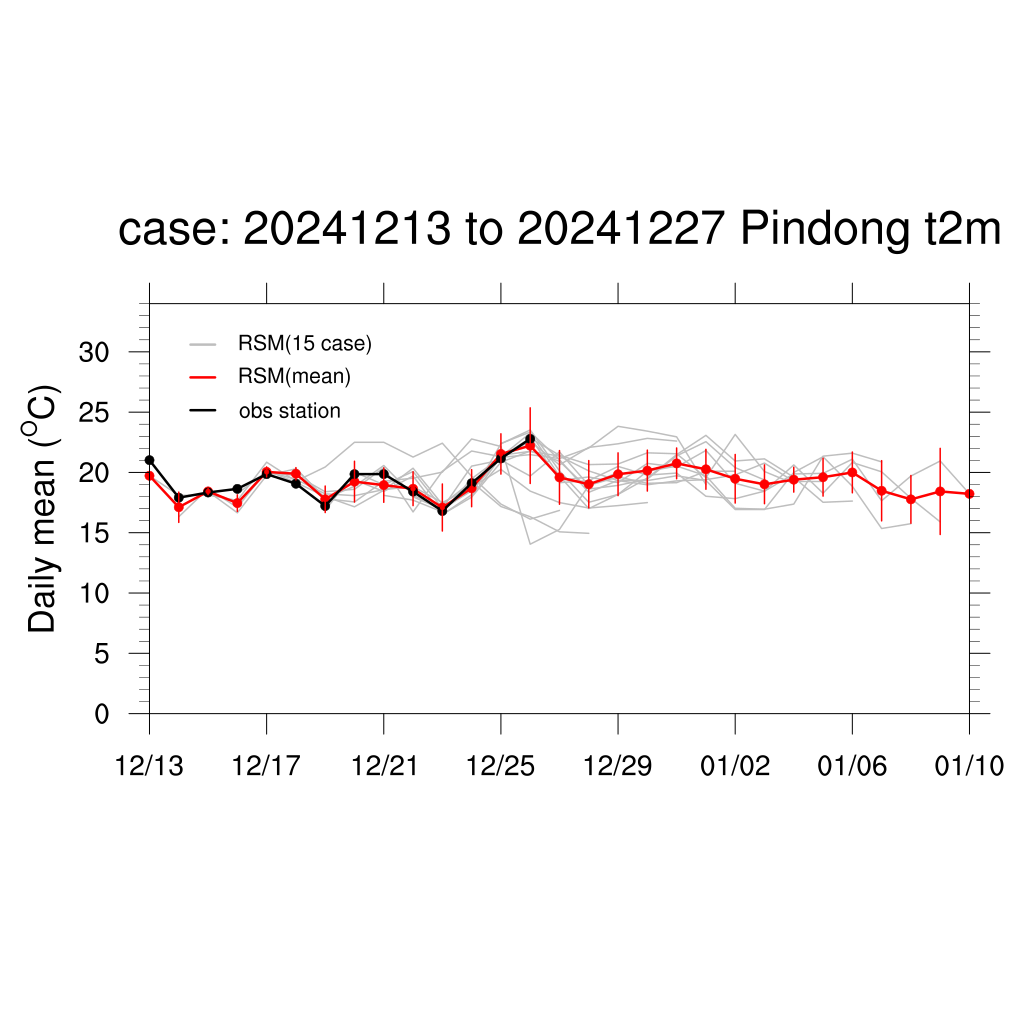 case: 20241213 to 20241227 Pindong t2m
RSM(15 case)
RSM(mean)
obs station
Daily mean (°C)
30
25
20
15
10
5
0
12/13 12/17 12/21 12/25 12/29 01/02 01/06 01/10